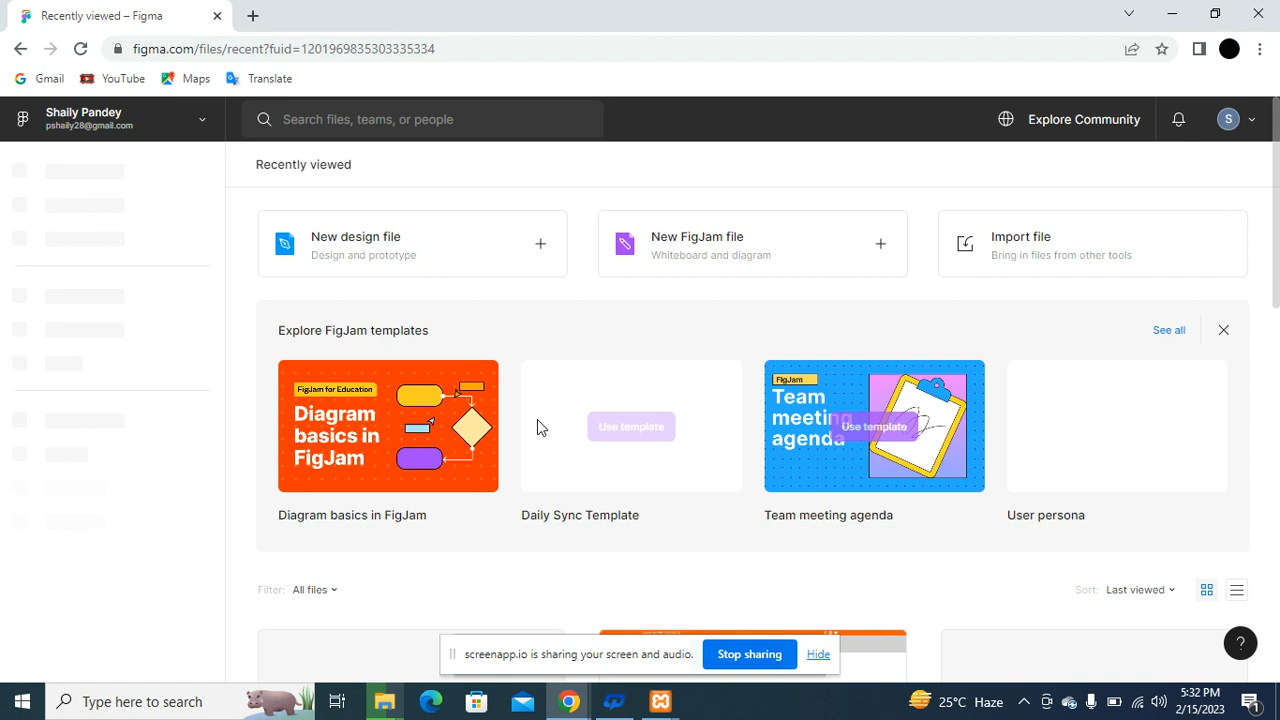 Recently viewed – Figma
figma.com/files/recent?fuid=1201969835303335334
Gmail
YouTube
Maps
Translate
Shaily Pandey
pshaily28@gmail.com
Search files, teams, or people
Explore Community
S
Recently viewed
New design file
Design and prototype
New FigJam file
Whiteboard and diagram
Import file
Bring in files from other tools
Explore FigJam templates
See all
FigJam for Education
Diagram
basics in
FigJam
Use template
FigJam
Team
meeting
agenda
Use template
Diagram basics in FigJam
Daily Sync Template
Team meeting agenda
User persona
Filter: All files
Sort: Last viewed
screenapp.io is sharing your screen and audio.
Stop sharing
Hide
?
Type here to search
25°C Haze
5:32 PM
2/15/2023
1